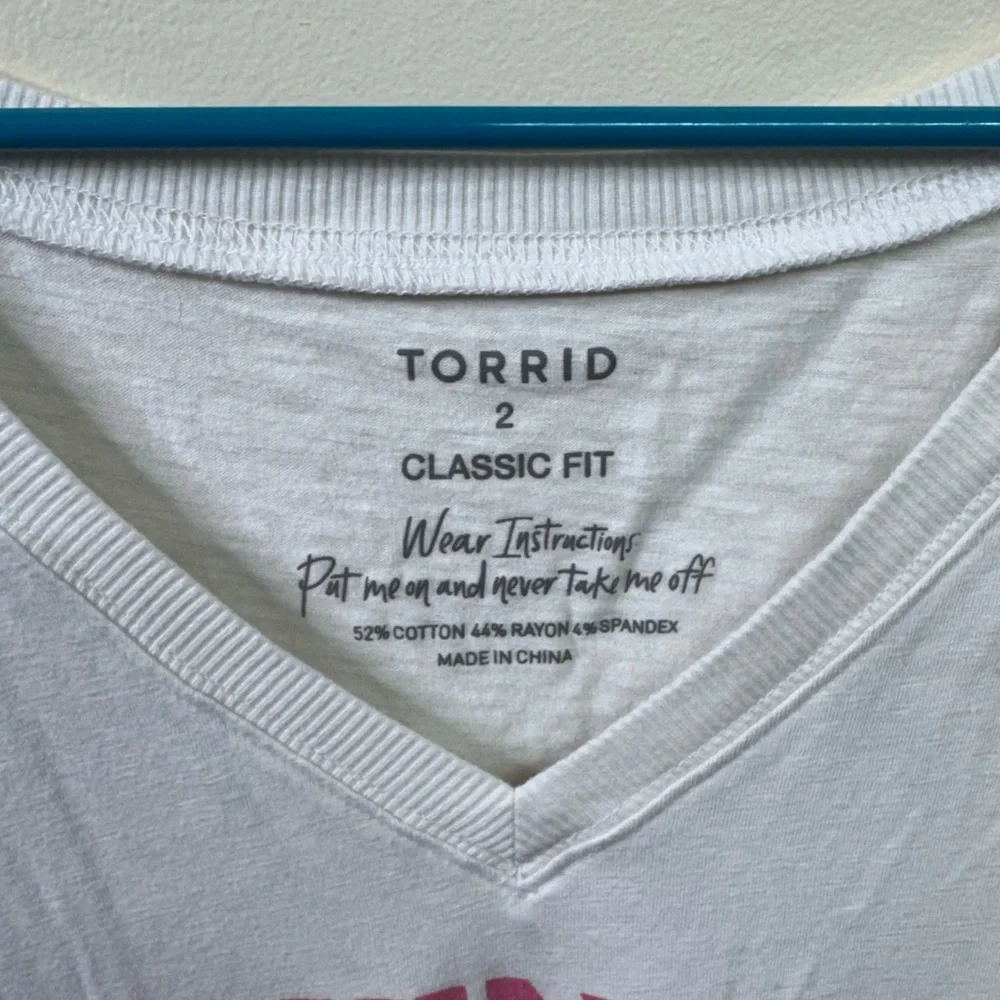 TORRID
2
CLASSIC FIT
Wear Instructions
Put me on and never take me off
52% COTTON 44% RAYON 4% SPANDEX
MADE IN CHINA